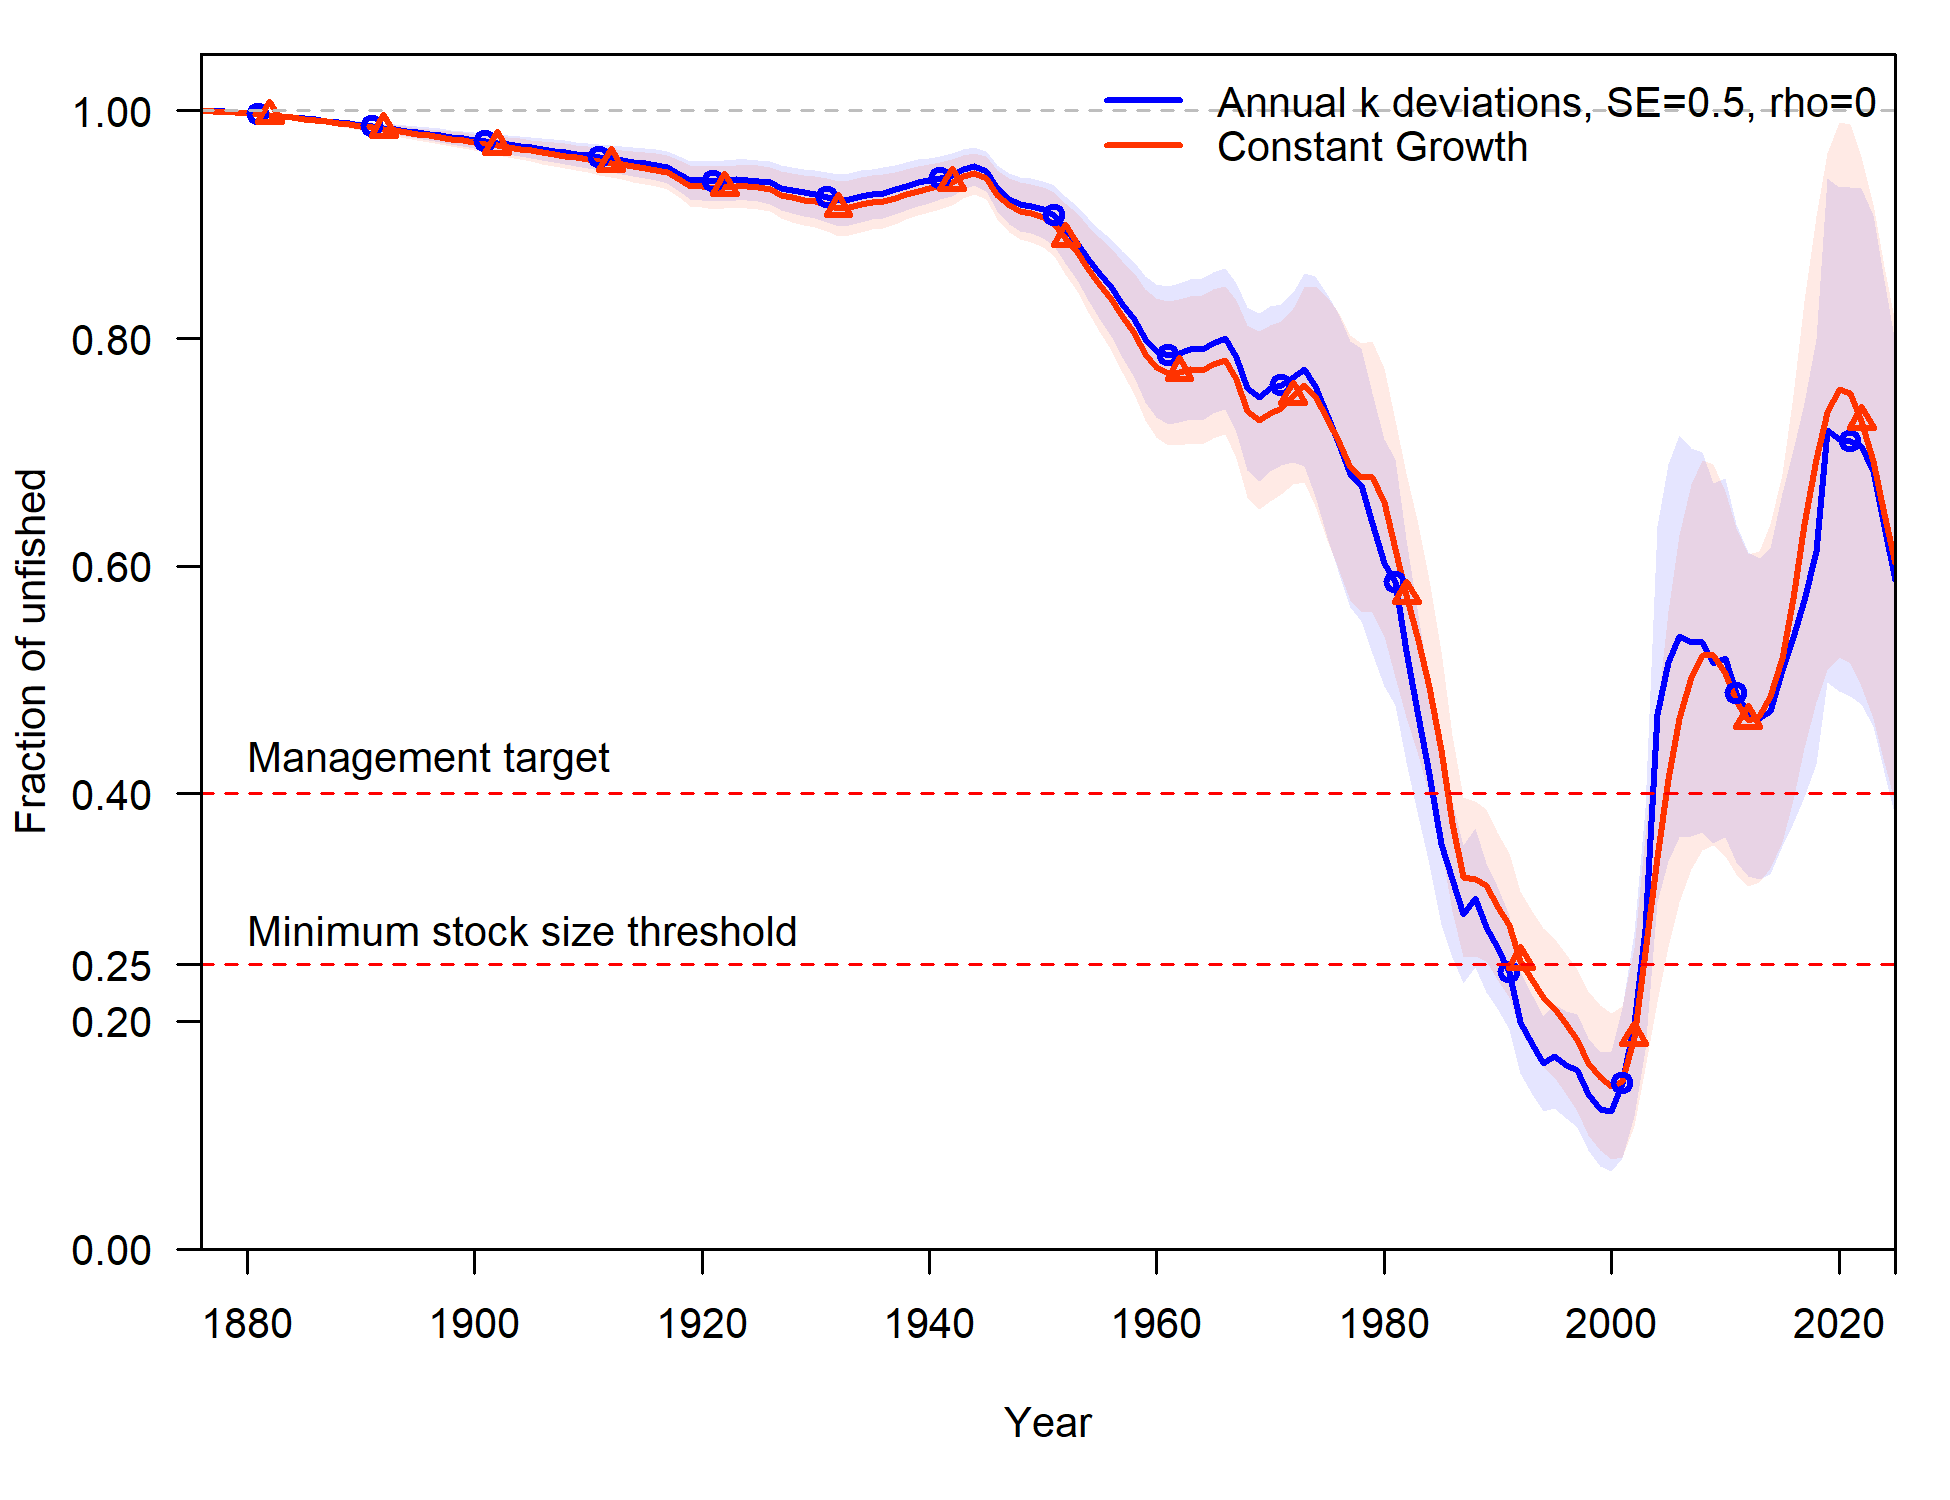 Annual k deviations, SE=0.5, rho=0
Constant Growth
1.00
0.80
0.60
0.40
0.25
0.20
0.00
Fraction of unfished
Management target
Minimum stock size threshold
1880 1900 1920 1940 1960 1980 2000 2020
Year